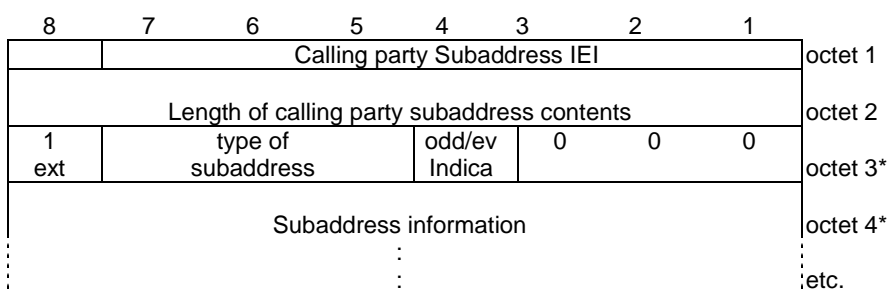 8 7 6 5 4 3 2 1
Calling party Subaddress IEI octet 1
Length of calling party subaddress contents octet 2
1 type of odd/ev 0 0 0
ext subaddress Indica octet 3*
Subaddress information octet 4*
:
: etc.